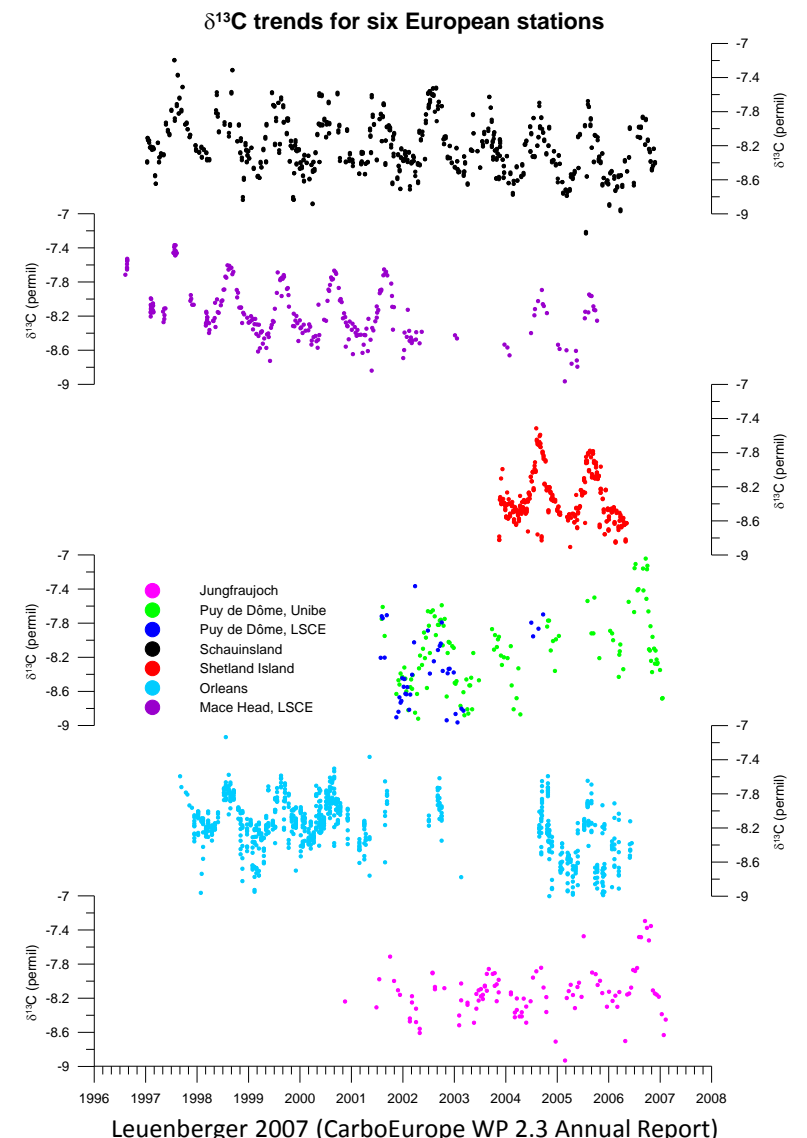 δ¹³C trends for six European stations
-7
-7.4
-7.8
-8.2
-8.6
-9
δ¹³C (permil)
-7
-7.4
-7.8
-8.2
-8.6
-9
δ¹³C (permil)
-7
-7.4
-7.8
-8.2
-8.6
-9
δ¹³C (permil)
-7
-7.4
-7.8
-8.2
-8.6
-9
δ¹³C (permil)
Jungfraujoch
Puy de Dôme, Unibe
Puy de Dôme, LSCE
Schauinsland
Shetland Island
Orleans
Mace Head, LSCE
-7
-7.4
-7.8
-8.2
-8.6
-9
δ¹³C (permil)
-7
-7.4
-7.8
-8.2
-8.6
-9
δ¹³C (permil)
1996 1997 1998 1999 2000 2001 2002 2003 2004 2005 2006 2007 2008
Leuenberger 2007 (CarboEurope WP 2.3 Annual Report)